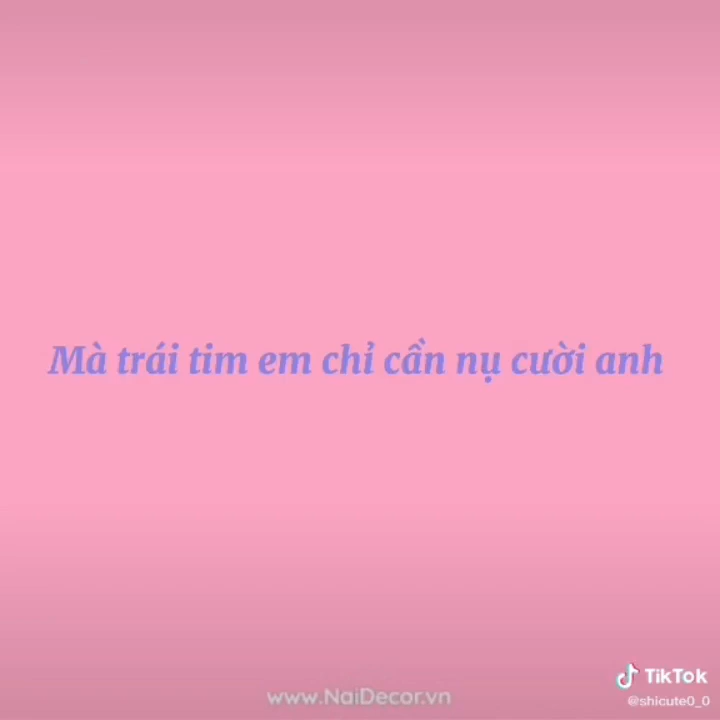 Mà trái tim em chỉ cần nụ cười anh
TikTok
www.NaiDecor.vn
@shicute0_0